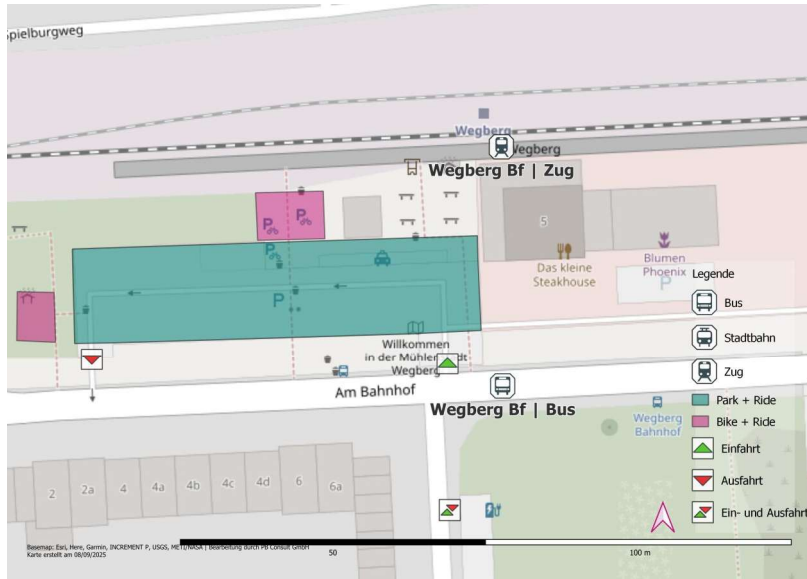 Spielburgweg
Wegberg
Wegberg
Wegberg Bf | Zug
5
Das kleine
Steakhouse
Blumen
Phoenix
P
P
P
P
P
Willkommen
in der Mühlenstadt
Wegberg
Am Bahnhof
Wegberg Bf | Bus
Wegberg
Bahnhof
2
2a
4
4a
4b
4c
4d
6
6a
Legende
Bus
Stadtbahn
Zug
Park + Ride
Bike + Ride
Einfahrt
Ausfahrt
Ein- und Ausfahrt
Basemap: Esri, Here, Garmin, INCREMENT P, USGS, METI/NASA | Bearbeitung durch PB Consult GmbH
Karte erstellt am 08/09/2025
50
100 m